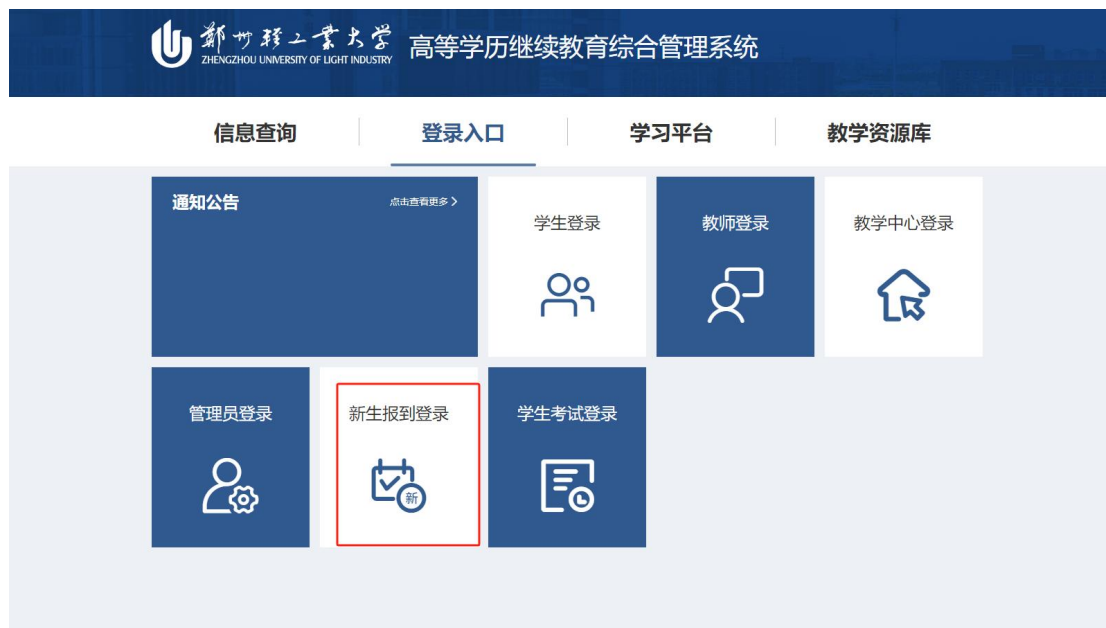 鄭州轻工業大学
ZHENGZHOU UNIVERSITY OF LIGHT INDUSTRY
高等学历继续教育综合管理系统
信息查询
登录入口
学习平台
教学资源库
通知公告
点击查看更多 >
学生登录
教师登录
教学中心登录
管理员登录
新生报到登录
新
学生考试登录